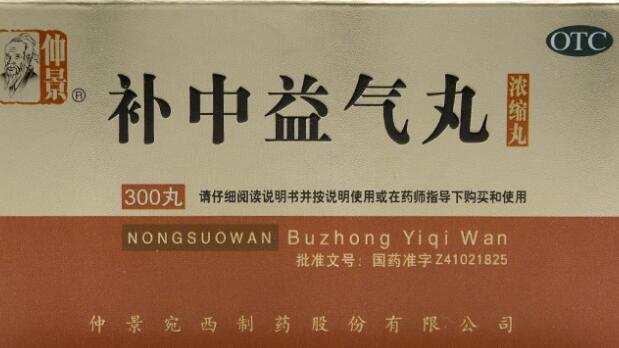 仲景
®
OTC
补中益气丸
浓缩丸
300丸
请仔细阅读说明书并按说明使用或在药师指导下购买和使用
NONGSUOWAN Buzhong Yiqi Wan
批准文号：国药准字Z41021825
仲景宛西制药股份有限公司